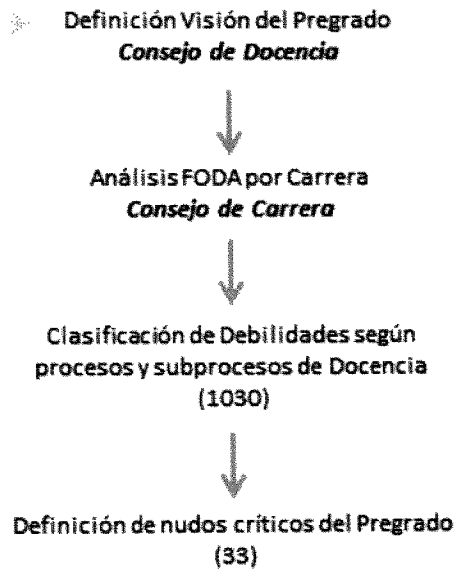 Definición Visión del Pregrado
Consejo de Docencia
Análisis FODA por Carrera
Consejo de Carrera
Clasificación de Debilidades según
procesos y subprocesos de Docencia
(1030)
Definición de nudos críticos del Pregrado
(33)